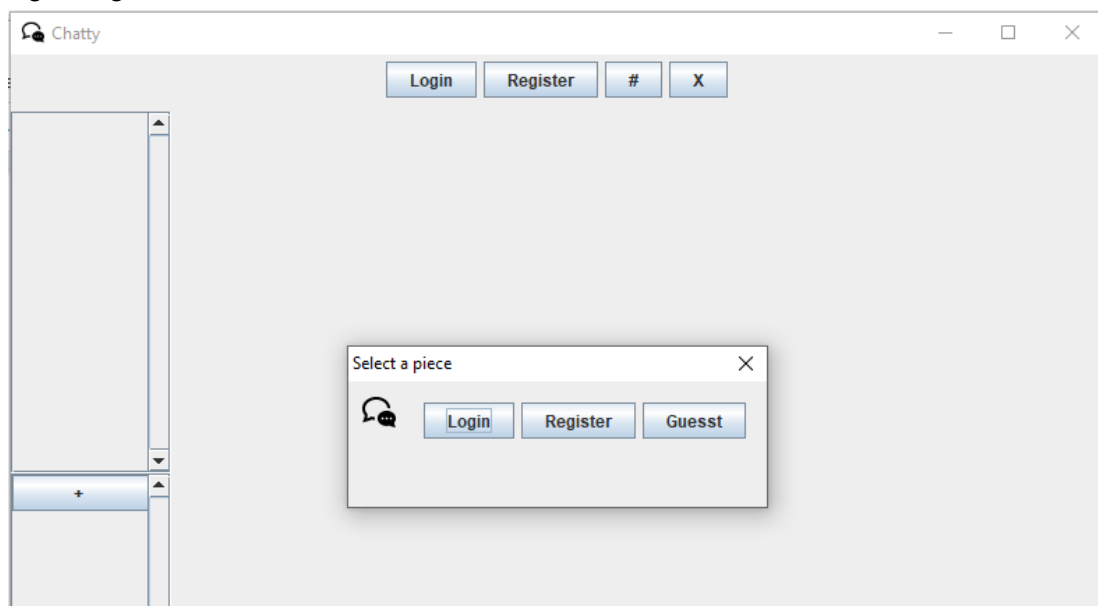 Chatty
Login Register # X
Select a piece
Login Register Guesst
+